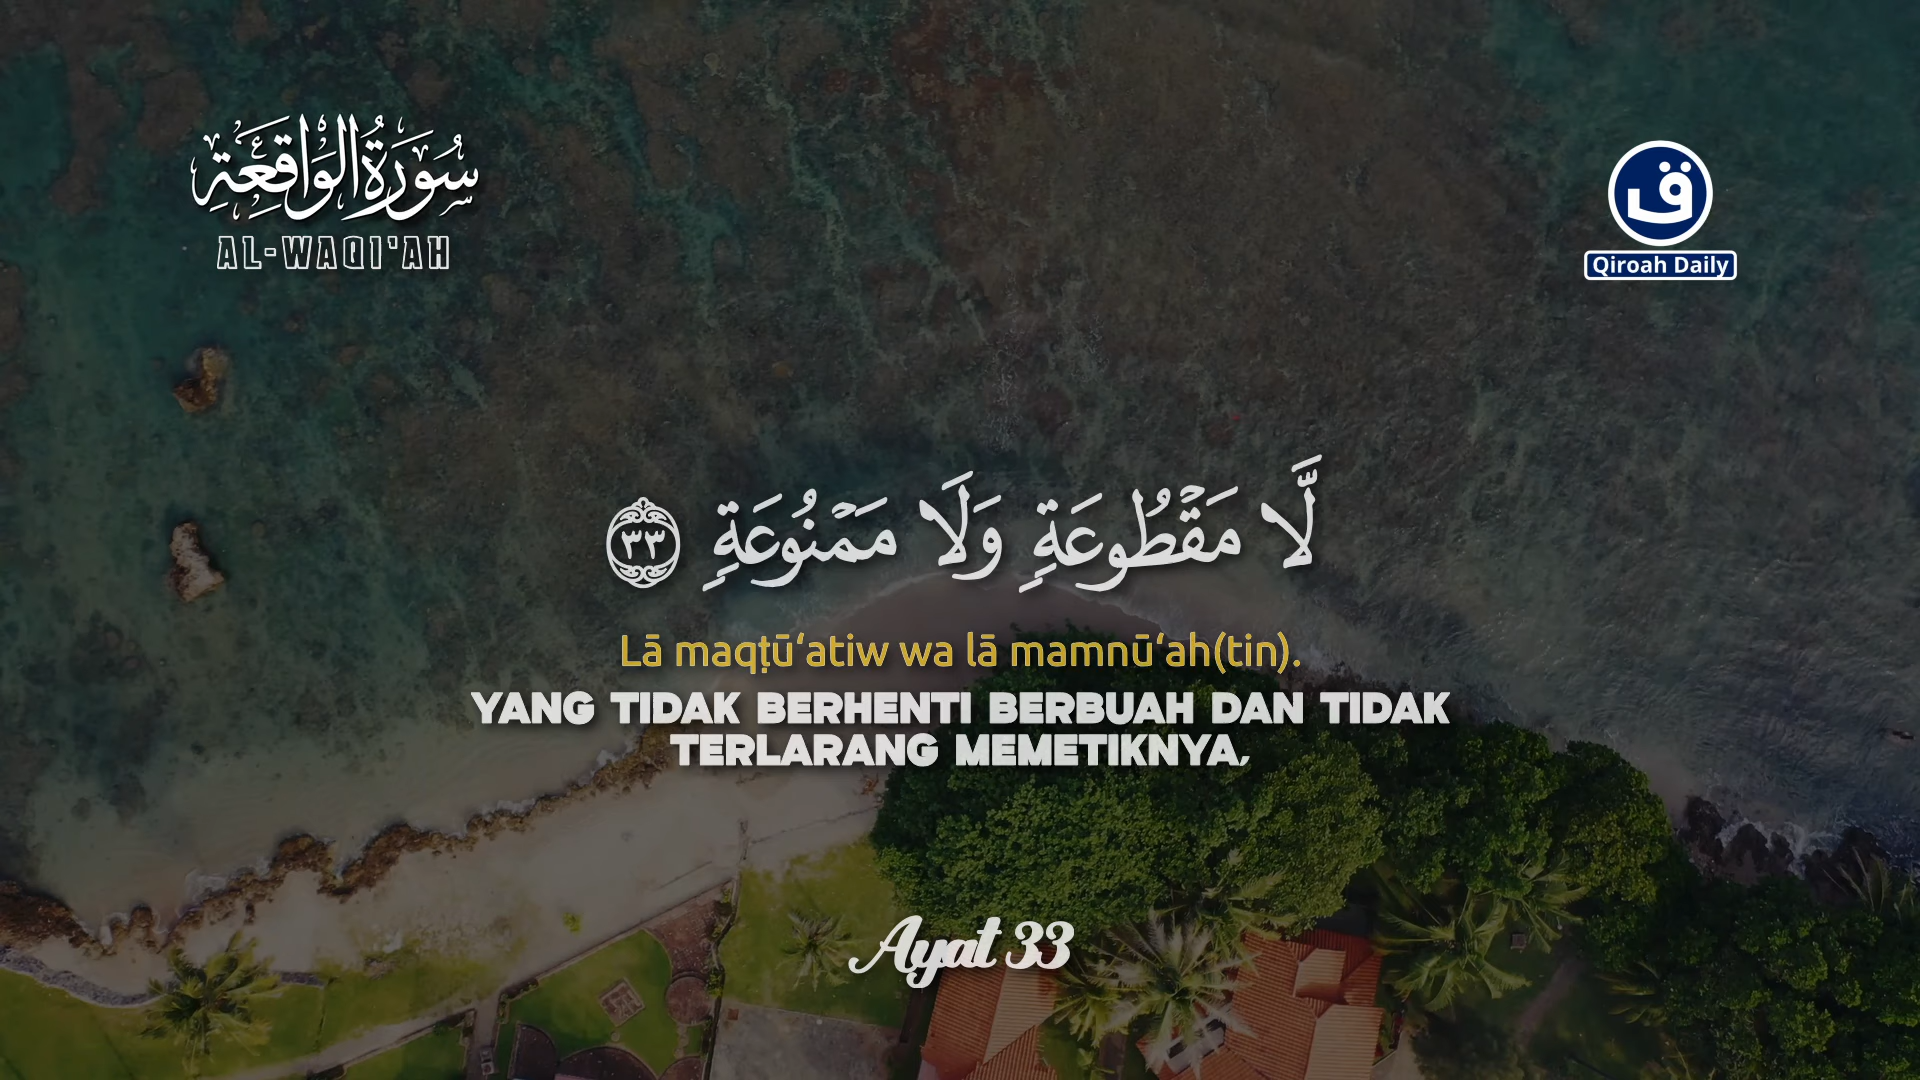 سُورَةُ الْوَاقِعَةِ
AL-WAQI'AH
ق
Qiroah Daily
لَّا مَقْطُوعَةٍ وَلَا مَمْنُوعَةٍ ٣٣
Lā maqṭū‘atiw wa lā mamnū‘ah(tin).
YANG TIDAK BERHENTI BERBUAH DAN TIDAK
TERLARANG MEMETIKNYA,
Ayat 33